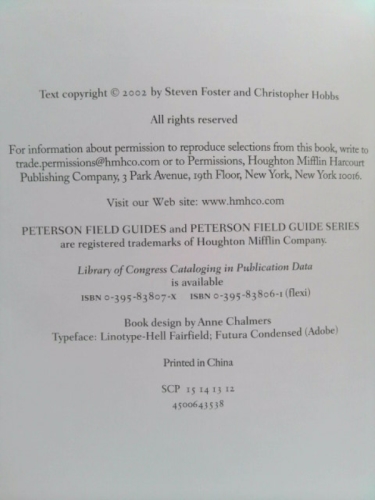 Text copyright © 2002 by Steven Foster and Christopher Hobbs
All rights reserved
For information about permission to reproduce selections from this book, write to
trade.permissions@hmhco.com or to Permissions, Houghton Mifflin Harcourt
Publishing Company, 3 Park Avenue, 19th Floor, New York, New York 10016.
Visit our Web site: www.hmhco.com
PETERSON FIELD GUIDES and PETERSON FIELD GUIDE SERIES
are registered trademarks of Houghton Mifflin Company.
Library of Congress Cataloging in Publication Data
is available
ISBN 0-395-83807-X ISBN 0-395-83806-1 (flexi)
Book design by Anne Chalmers
Typeface: Linotype-Hell Fairfield; Futura Condensed (Adobe)
Printed in China
SCP 15 14 13 12
4500643538